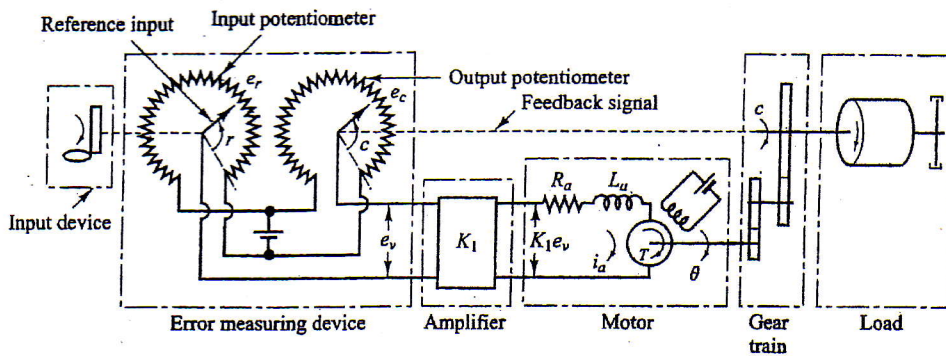 Reference input
Input potentiometer
e_r
r
Output potentiometer
e_c
c
Feedback signal
c
Input device
e_v
K_1
K_1e_v
R_a
L_a
i_a
T
θ
Error measuring device
Amplifier
Motor
Gear
train
Load